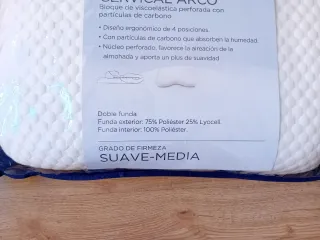 CERVICAL ARCO
Bloque de viscoelástica perforada con
partículas de carbono
• Diseño ergonómico de 4 posiciones.
• Con partículas de carbono que absorben la humedad.
• Núcleo perforado, favorece la aireación de la
almohada y aporta un plus de suavidad
Doble funda:
Funda exterior: 75% Poliéster 25% Lyocell.
Funda interior: 100% Poliéster.
GRADO DE FIRMEZA
SUAVE-MEDIA